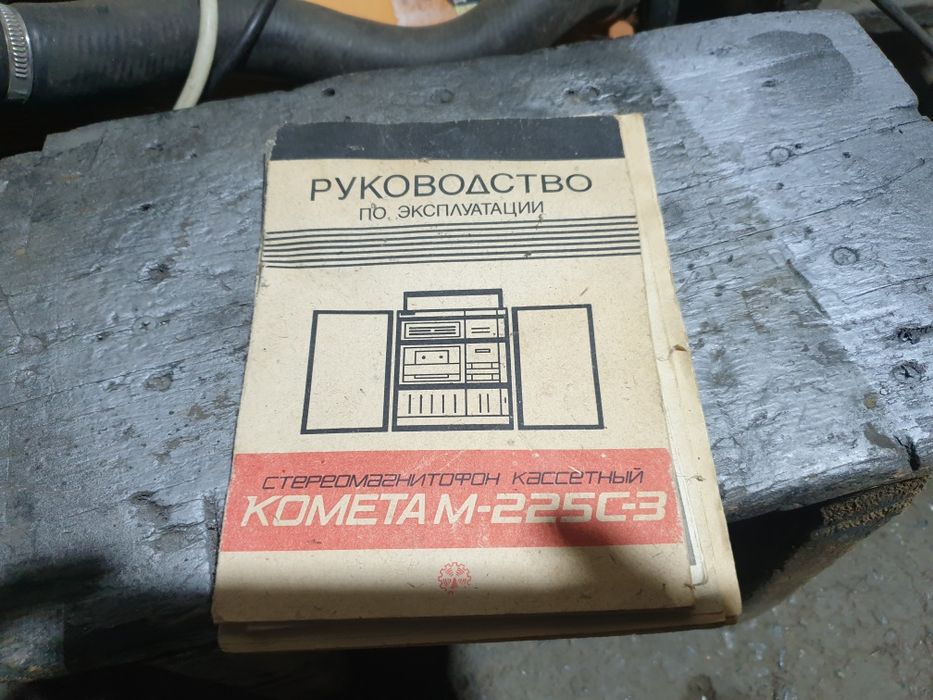 РУКОВОДСТВО
ПО ЭКСПЛУАТАЦИИ
СТЕРЕОМАГНИТОФОН КАССЕТНЫЙ
КОМЕТА М-225С-3